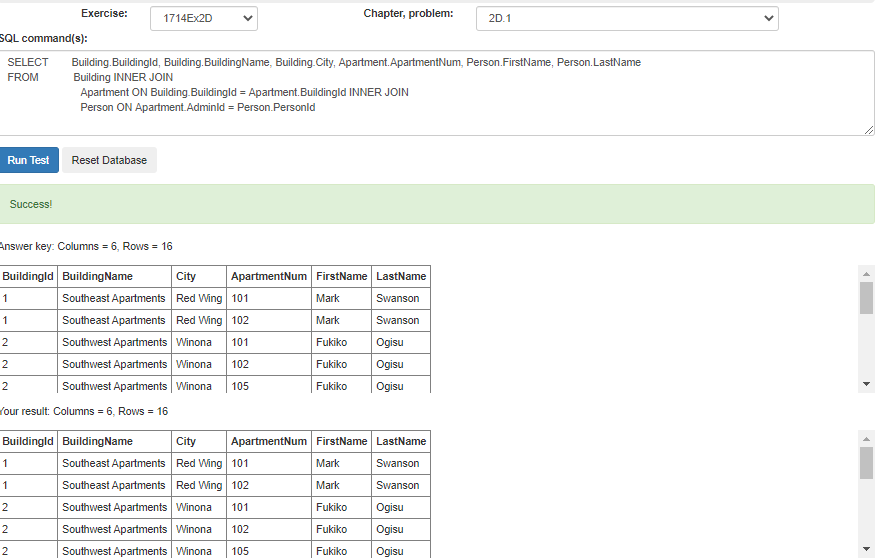 Exercise: 1714Ex2D Chapter, problem: 2D.1
SQL command(s):
SELECT Building.BuildingId, Building.BuildingName, Building.City, Apartment.ApartmentNum, Person.FirstName, Person.LastName
FROM Building INNER JOIN
Apartment ON Building.BuildingId = Apartment.BuildingId INNER JOIN
Person ON Apartment.AdminId = Person.PersonId
Run Test Reset Database
Success!
Answer key: Columns = 6, Rows = 16
BuildingId BuildingName City ApartmentNum FirstName LastName
1 Southeast Apartments Red Wing 101 Mark Swanson
1 Southeast Apartments Red Wing 102 Mark Swanson
2 Southwest Apartments Winona 101 Fukiko Ogisu
2 Southwest Apartments Winona 102 Fukiko Ogisu
2 Southwest Apartments Winona 105 Fukiko Ogisu
Your result: Columns = 6, Rows = 16
BuildingId BuildingName City ApartmentNum FirstName LastName
1 Southeast Apartments Red Wing 101 Mark Swanson
1 Southeast Apartments Red Wing 102 Mark Swanson
2 Southwest Apartments Winona 101 Fukiko Ogisu
2 Southwest Apartments Winona 102 Fukiko Ogisu
2 Southwest Apartments Winona 105 Fukiko Ogisu